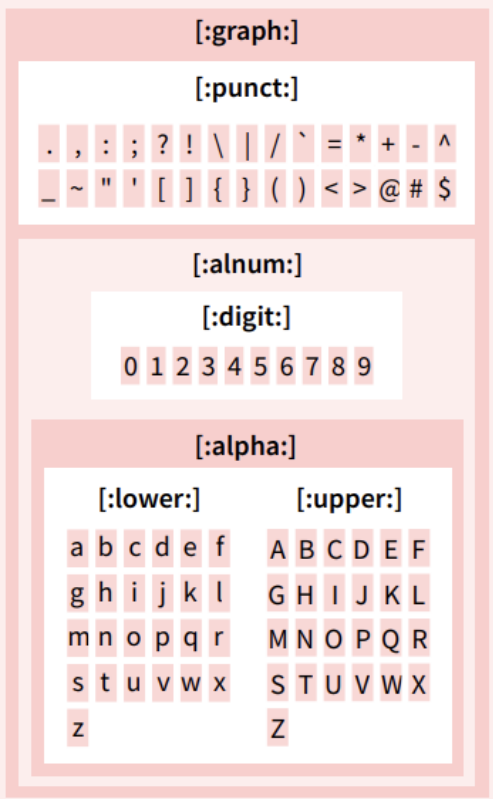 [:graph:]
[:punct:]
. , : ; ? ! \ | / ` = * + - ^
_ ~ " ' [ ] { } ( ) < > @ # $
[:alnum:]
[:digit:]
0 1 2 3 4 5 6 7 8 9
[:alpha:]
[:lower:] [:upper:]
a b c d e f A B C D E F
g h i j k l G H I J K L
m n o p q r M N O P Q R
s t u v w x S T U V W X
z Z